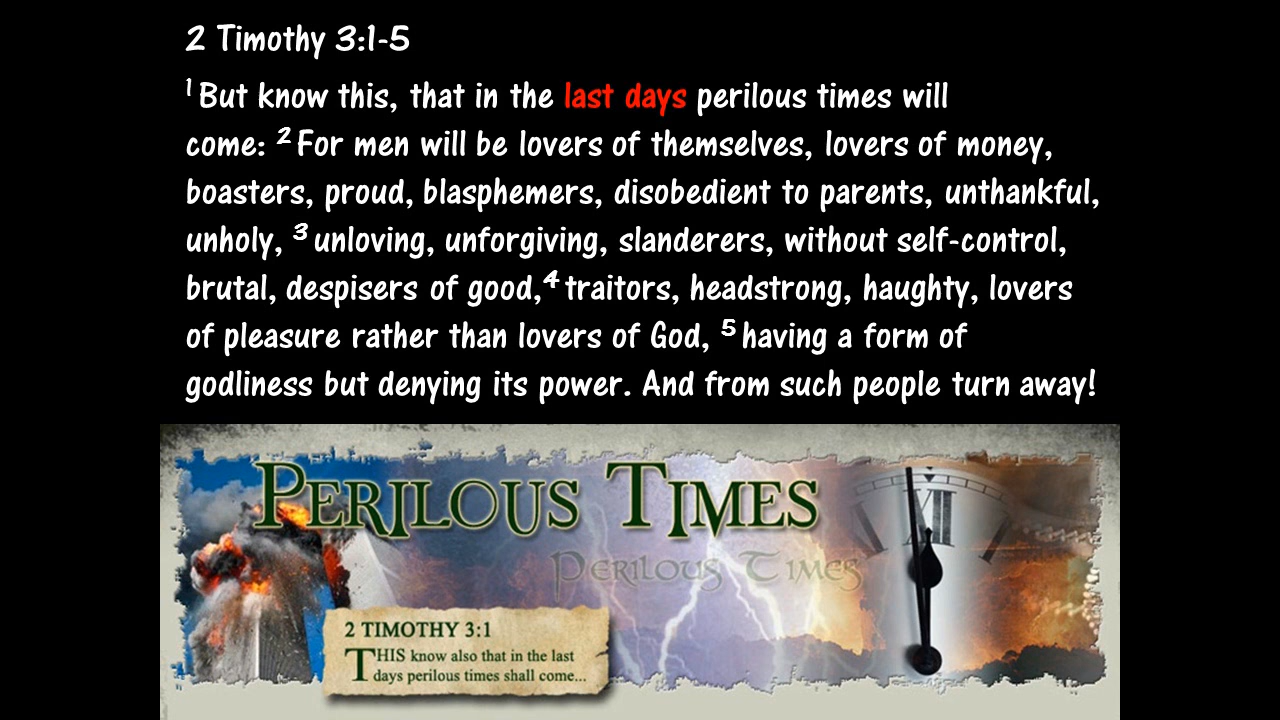 2 Timothy 3:1-5
1 But know this, that in the last days perilous times will
come: 2 For men will be lovers of themselves, lovers of money,
boasters, proud, blasphemers, disobedient to parents, unthankful,
unholy, 3 unloving, unforgiving, slanderers, without self-control,
brutal, despisers of good,4 traitors, headstrong, haughty, lovers
of pleasure rather than lovers of God, 5 having a form of
godliness but denying its power. And from such people turn away!
PERILOUS TIMES
PERILOUS TIMES
VII
2 TIMOTHY 3:1
THIS know also that in the last
days perilous times shall come...